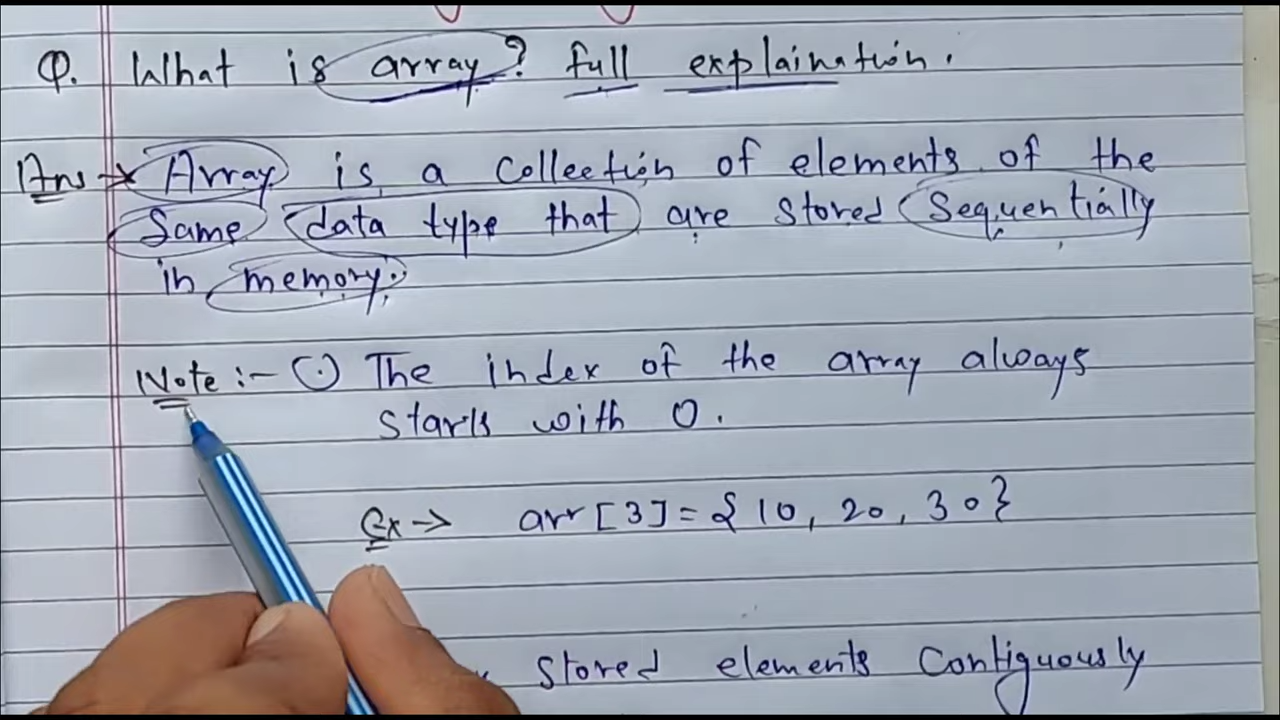 Q. What is array? full explaination.
Ans → Array is a collection of elements of the
Same data type that are stored Sequentially
in memory.
Note :- (·) The index of the array always
starts with 0.
Ex → arr[3] = {10, 20, 30}
stored elements Contiguously